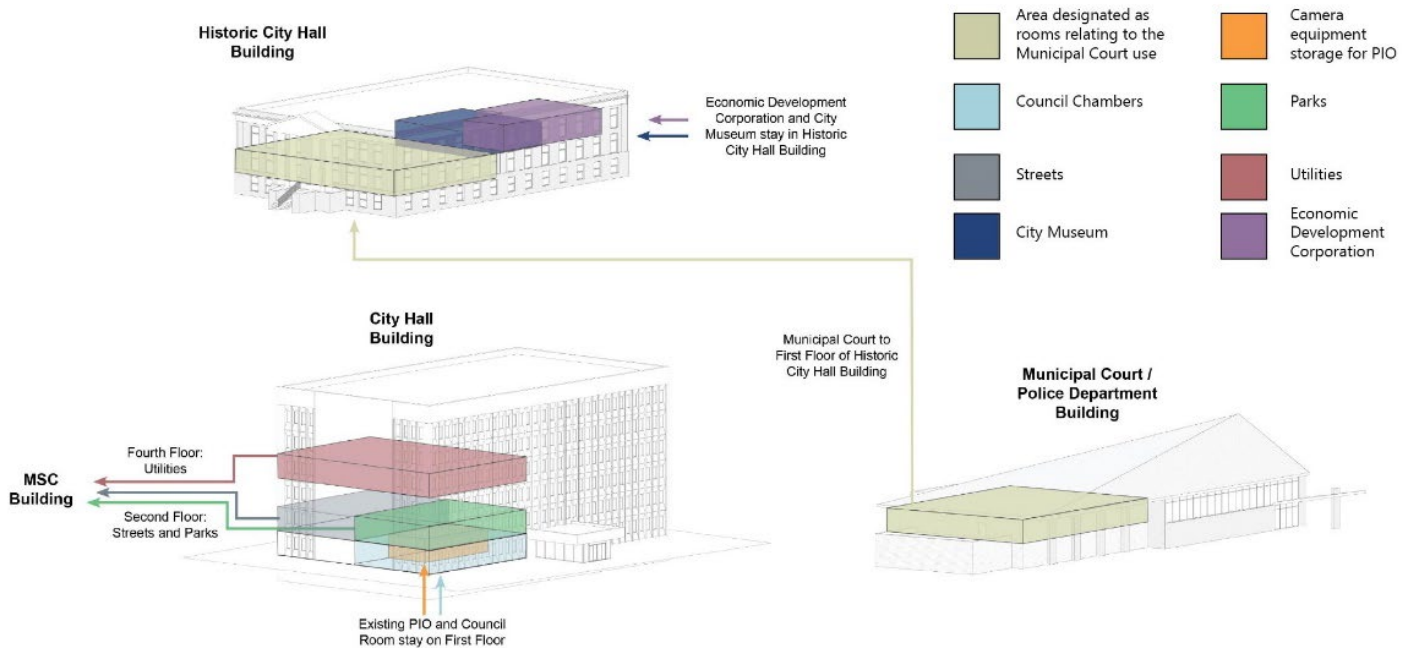 Historic City Hall
Building
Economic Development
Corporation and City
Museum stay in Historic
City Hall Building
Area designated as
rooms relating to the
Municipal Court use
Camera
equipment
storage for PIO
Council Chambers
Parks
Streets
Utilities
City Museum
Economic
Development
Corporation
City Hall
Building
Municipal Court to
First Floor of Historic
City Hall Building
Municipal Court /
Police Department
Building
MSC
Building
Fourth Floor:
Utilities
Second Floor:
Streets and Parks
Existing PIO and Council
Room stay on First Floor